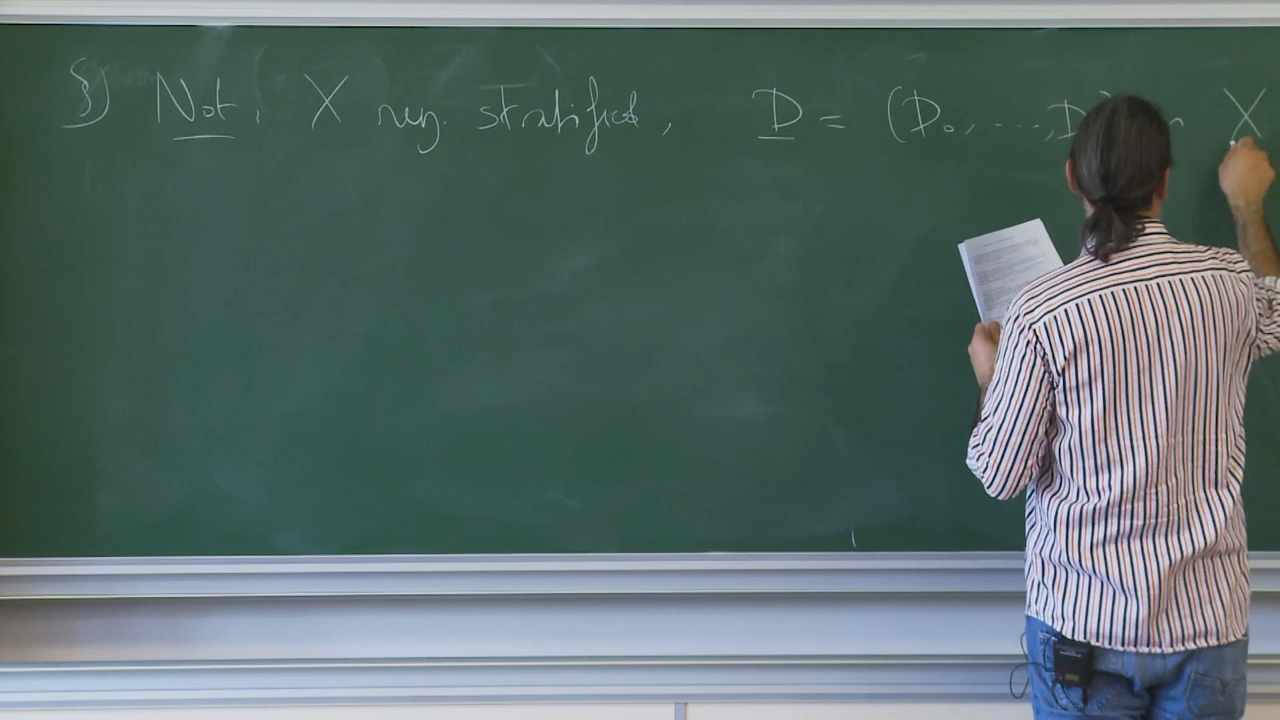 §) Not: X reg. stratified, D = (D₀, ..., D X